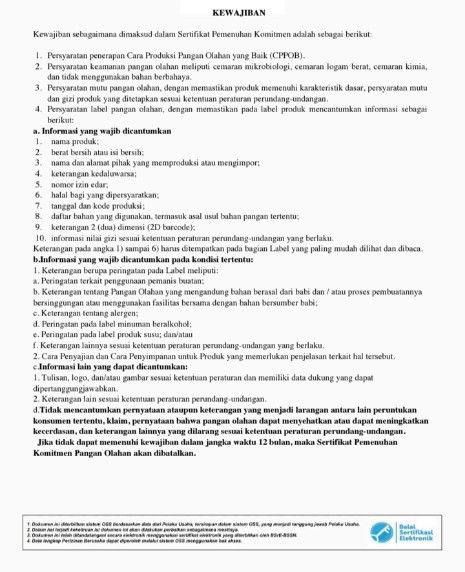 KEWAJIBAN
Kewajiban sebagaimana dimaksud dalam Sertifikat Pemenuhan Komitmen adalah sebagai berikut:
1. Persyaratan penerapan Cara Produksi Pangan Olahan yang Baik (CPPOB).
2. Persyaratan keamanan pangan olahan meliputi cemaran mikrobiologi, cemaran logam berat, cemaran kimia,
dan tidak menggunakan bahan berbahaya.
3. Persyaratan mutu pangan olahan, dengan memastikan produk memenuhi karakteristik dasar, persyaratan mutu
dan gizi produk yang ditetapkan sesuai ketentuan peraturan perundang-undangan.
4. Persyaratan label pangan olahan, dengan memastikan pada label produk mencantumkan informasi sebagai
berikut:
a. Informasi yang wajib dicantumkan
1. nama produk;
2. berat bersih atau isi bersih;
3. nama dan alamat pihak yang memproduksi atau mengimpor;
4. keterangan kedaluwarsa;
5. nomor izin edar;
6. halal bagi yang dipersyaratkan;
7. tanggal dan kode produksi;
8. daftar bahan yang digunakan, termasuk asal usul bahan pangan tertentu;
9. keterangan 2 (dua) dimensi (2D barcode);
10. informasi nilai gizi sesuai ketentuan peraturan perundang-undangan yang berlaku.
Keterangan pada angka 1) sampai 6) harus ditempatkan pada bagian Label yang paling mudah dilihat dan dibaca.
b.Informasi yang wajib dicantumkan pada kondisi tertentu:
1. Keterangan berupa peringatan pada Label meliputi:
a. Peringatan terkait penggunaan pemanis buatan;
b. Keterangan tentang Pangan Olahan yang mengandung bahan berasal dari babi dan / atau proses pembuatannya
bersinggungan atau menggunakan fasilitas bersama dengan bahan bersumber babi;
c. Keterangan tentang alergen;
d. Peringatan pada label minuman beralkohol;
e. Peringatan pada label produk susu; dan/atau
f. Keterangan lainnya sesuai ketentuan peraturan perundang-undangan yang berlaku.
2. Cara Penyajian dan Cara Penyimpanan untuk Produk yang memerlukan penjelasan terkait hal tersebut.
c.Informasi lain yang dapat dicantumkan:
1. Tulisan, logo, dan/atau gambar sesuai ketentuan peraturan dan memiliki data dukung yang dapat
dipertanggungjawabkan.
2. Keterangan lain sesuai ketentuan peraturan perundang-undangan.
d.Tidak mencantumkan pernyataan ataupun keterangan yang menjadi larangan antara lain peruntukan
konsumen tertentu, klaim, pernyataan bahwa pangan olahan dapat menyehatkan atau dapat meningkatkan
kecerdasan, dan keterangan lainnya yang dilarang sesuai ketentuan peraturan perundang-undangan.
Jika tidak dapat memenuhi kewajiban dalam jangka waktu 12 bulan, maka Sertifikat Pemenuhan
Komitmen Pangan Olahan akan dibatalkan.
1. Dokumen ini diterbitkan sistem OSS berdasarkan data dari Pelaku Usaha, tersimpan dalam sistem OSS, yang menjadi tanggung jawab Pelaku Usaha.
2. Dalam hal terjadi kekeliruan isi dokumen ini akan dilakukan perbaikan sebagaimana mestinya.
3. Dokumen ini telah ditandatangani secara elektronik menggunakan sertifikat elektronik yang diterbitkan oleh BSrE-BSSN.
4. Data lengkap Perizinan Berusaha dapat diperoleh melalui sistem OSS menggunakan hak akses.
Balai
Sertifikasi
Elektronik